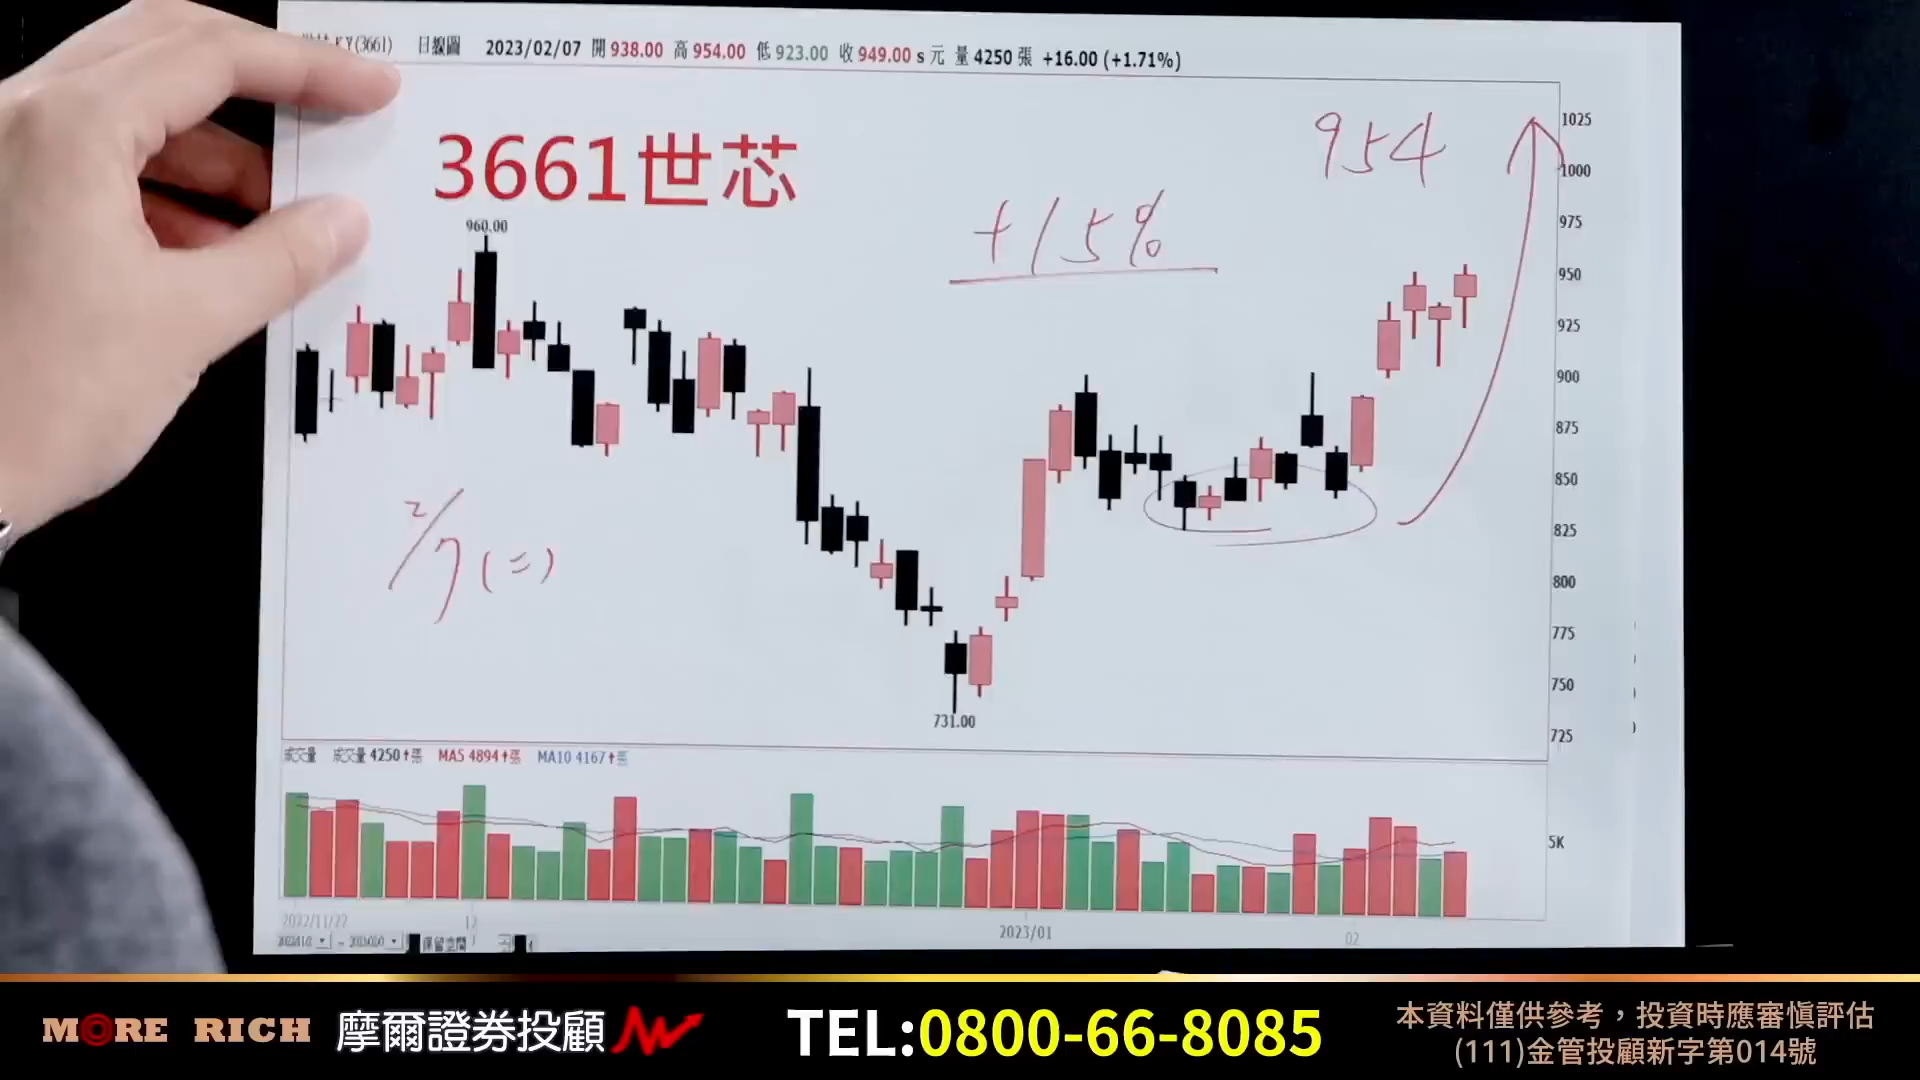 KY(3661) 日線圖 2023/02/07 開 938.00 高 954.00 低 923.00 收 949.00 s 元 量 4250 張 +16.00 (+1.71%)
3661世芯
954
+15%
960.00
2/7 (二)
731.00
1025
1000
975
950
925
900
875
850
825
800
775
750
725
成交量 成交量 4250↑張 MA5 4894↑張 MA10 4167↑張
5K
2022/11/22 12 2023/01 02
保留空間
MORE RICH 摩爾證券投顧 TEL:0800-66-8085
本資料僅供參考，投資時應審慎評估
(111)金管投顧新字第014號